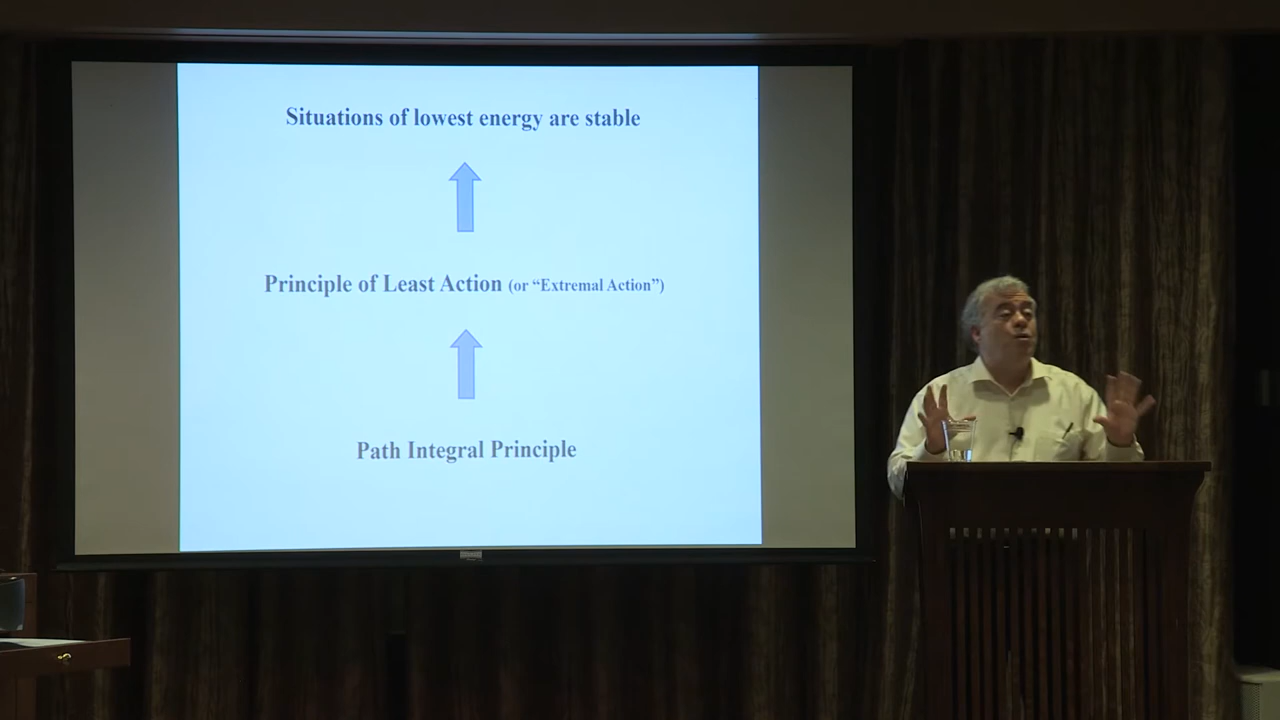 Situations of lowest energy are stable
Principle of Least Action (or “Extremal Action”)
Path Integral Principle